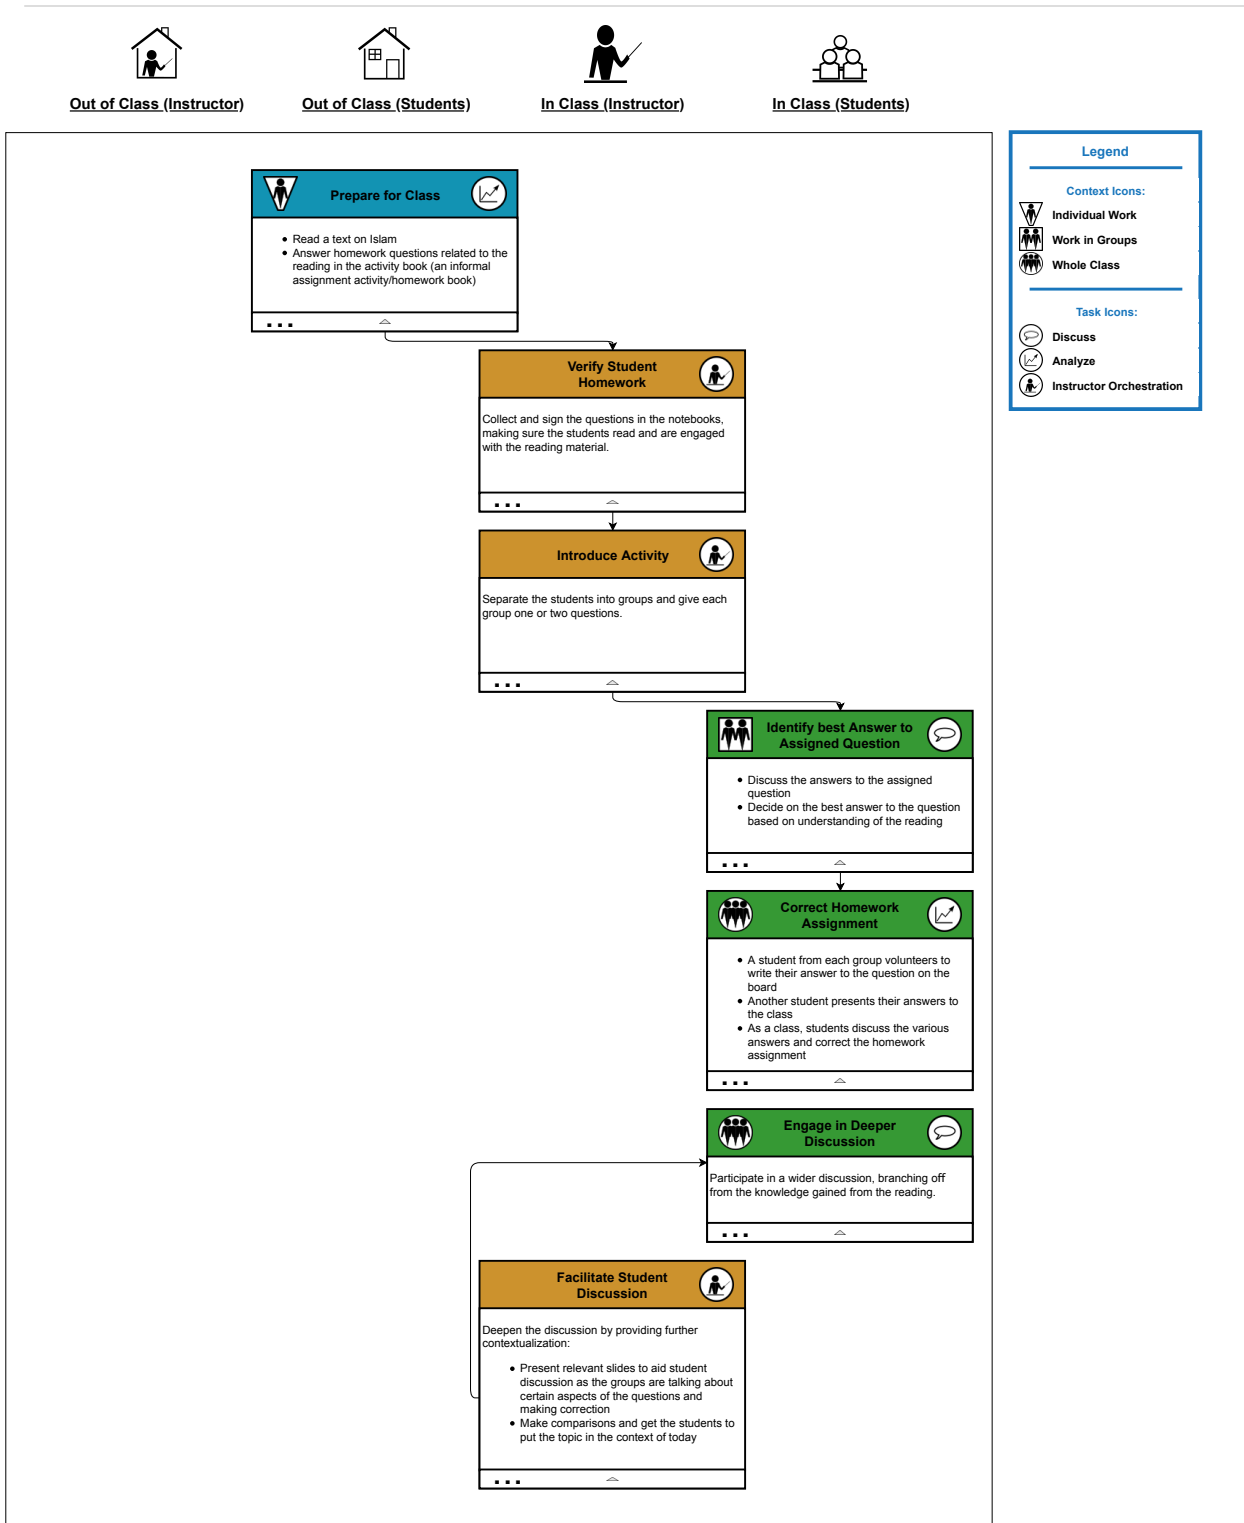 Out of Class (Instructor)
Out of Class (Students)
In Class (Instructor)
In Class (Students)
Legend
Context Icons:
Individual Work
Work in Groups
Whole Class
Task Icons:
Discuss
Analyze
Instructor Orchestration
Prepare for Class
Read a text on Islam
Answer homework questions related to the
reading in the activity book (an informal
assignment activity/homework book)
Verify Student
Homework
Collect and sign the questions in the notebooks,
making sure the students read and are engaged
with the reading material.
Introduce Activity
Separate the students into groups and give each
group one or two questions.
Identify best Answer to
Assigned Question
Discuss the answers to the assigned
question
Decide on the best answer to the question
based on understanding of the reading
Correct Homework
Assignment
A student from each group volunteers to
write their answer to the question on the
board
Another student presents their answers to
the class
As a class, students discuss the various
answers and correct the homework
assignment
Engage in Deeper
Discussion
Participate in a wider discussion, branching off
from the knowledge gained from the reading.
Facilitate Student
Discussion
Deepen the discussion by providing further
contextualization:
Present relevant slides to aid student
discussion as the groups are talking about
certain aspects of the questions and
making correction
Make comparisons and get the students to
put the topic in the context of today